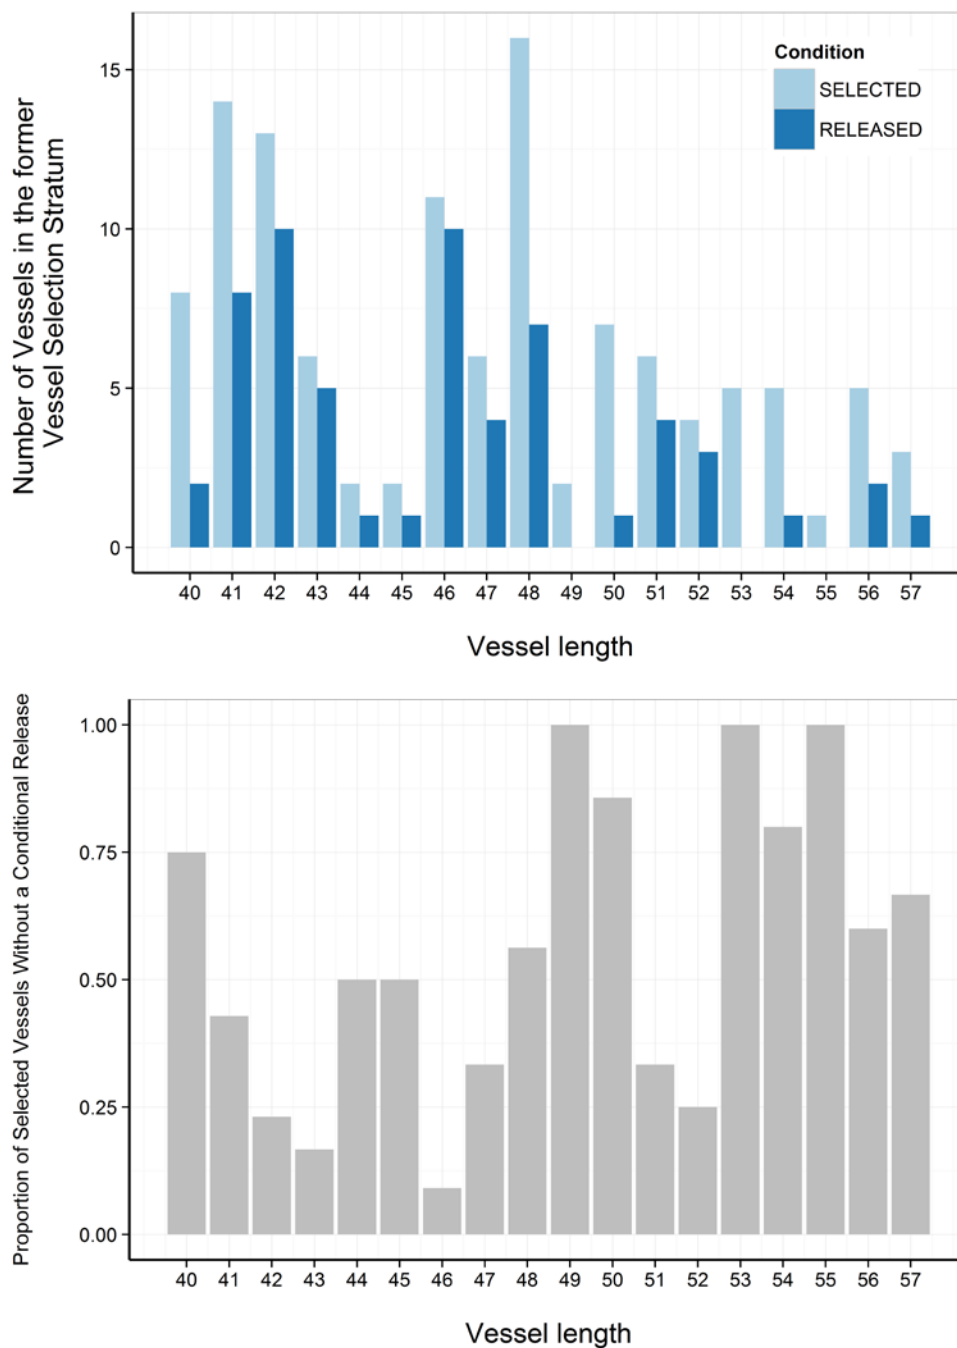 Number of Vessels in the former
Vessel Selection Stratum
15
10
5
0
Condition
SELECTED
RELEASED
40 41 42 43 44 45 46 47 48 49 50 51 52 53 54 55 56 57
Vessel length
Proportion of Selected Vessels Without a Conditional Release
1.00
0.75
0.50
0.25
0.00
40 41 42 43 44 45 46 47 48 49 50 51 52 53 54 55 56 57
Vessel length